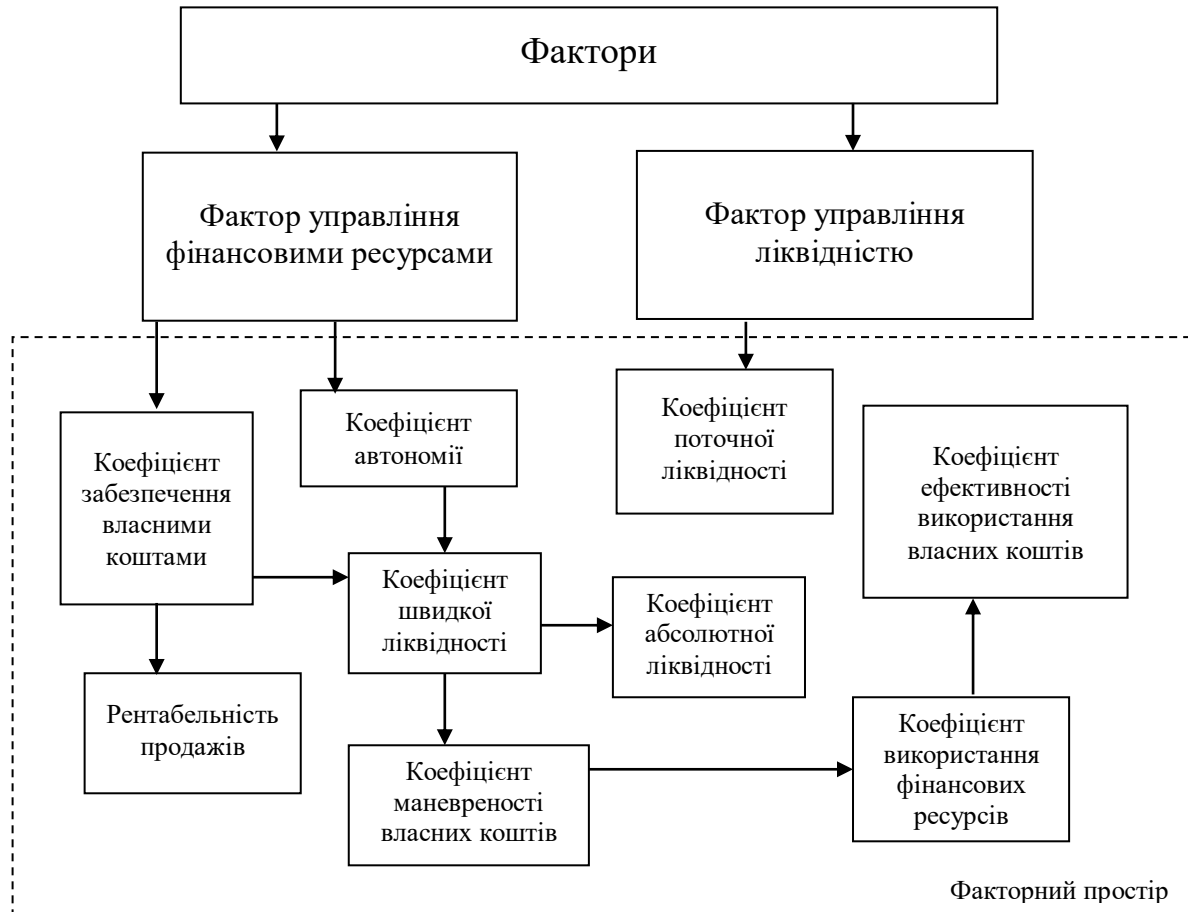 Фактори
Фактор управління
фінансовими ресурсами
Фактор управління
ліквідністю
Коефіцієнт
забезпечення
власними
коштами
Коефіцієнт
автономії
Коефіцієнт
поточної
ліквідності
Коефіцієнт
ефективності
використання
власних коштів
Коефіцієнт
швидкої
ліквідності
Коефіцієнт
абсолютної
ліквідності
Рентабельність
продажів
Коефіцієнт
маневреності
власних коштів
Коефіцієнт
використання
фінансових
ресурсів
Факторний простір